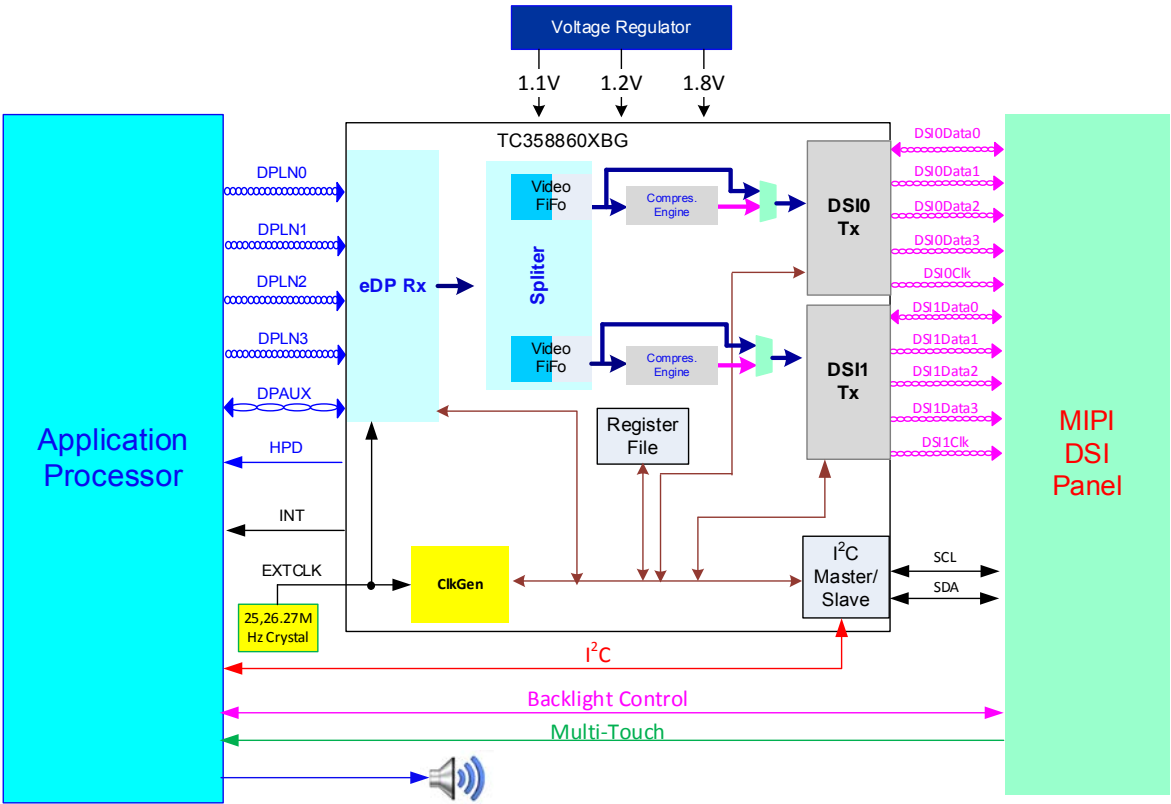 Voltage Regulator
1.1V
1.2V
1.8V
TC358860XBG
Application
Processor
DPLN0
DPLN1
DPLN2
DPLN3
DPAUX
HPD
INT
EXTCLK
25,26.27M
Hz Crystal
eDP Rx
Spliter
Video
FiFo
Compres.
Engine
Video
FiFo
Compres.
Engine
DSI0
Tx
DSI1
Tx
Register
File
ClkGen
I²C
Master/
Slave
DSI0Data0
DSI0Data1
DSI0Data2
DSI0Data3
DSI0Clk
DSI1Data0
DSI1Data1
DSI1Data2
DSI1Data3
DSI1Clk
SCL
SDA
MIPI
DSI
Panel
I²C
Backlight Control
Multi-Touch